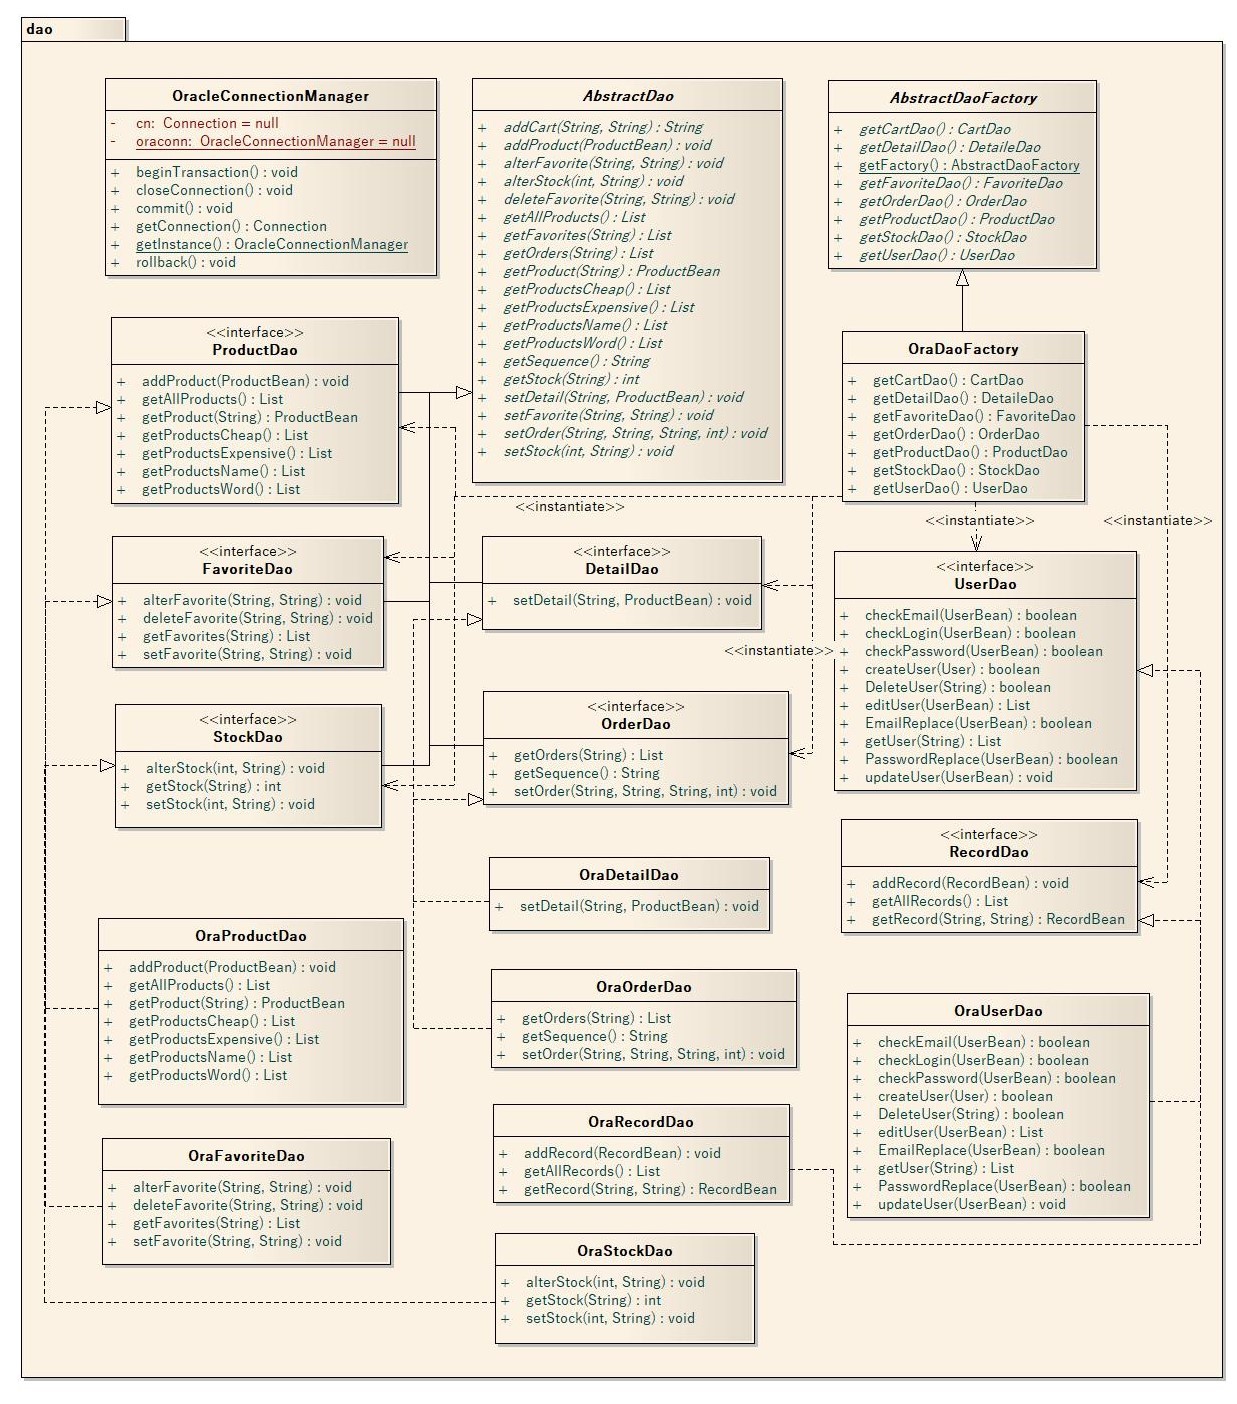 dao
OracleConnectionManager
- cn: Connection = null
- oraconn: OracleConnectionManager = null
+ beginTransaction() : void
+ closeConnection() : void
+ commit() : void
+ getConnection() : Connection
+ getInstance() : OracleConnectionManager
+ rollback() : void
AbstractDao
+ addCart(String, String) : String
+ addProduct(ProductBean) : void
+ alterFavorite(String, String) : void
+ alterStock(int, String) : void
+ deleteFavorite(String, String) : void
+ getAllProducts() : List
+ getFavorites(String) : List
+ getOrders(String) : List
+ getProduct(String) : ProductBean
+ getProductsCheap() : List
+ getProductsExpensive() : List
+ getProductsName() : List
+ getProductsWord() : List
+ getSequence() : String
+ getStock(String) : int
+ setDetail(String, ProductBean) : void
+ setFavorite(String, String) : void
+ setOrder(String, String, String, int) : void
+ setStock(int, String) : void
AbstractDaoFactory
+ getCartDao() : CartDao
+ getDetailDao() : DetaileDao
+ getFactory() : AbstractDaoFactory
+ getFavoriteDao() : FavoriteDao
+ getOrderDao() : OrderDao
+ getProductDao() : ProductDao
+ getStockDao() : StockDao
+ getUserDao() : UserDao
<<interface>>
ProductDao
+ addProduct(ProductBean) : void
+ getAllProducts() : List
+ getProduct(String) : ProductBean
+ getProductsCheap() : List
+ getProductsExpensive() : List
+ getProductsName() : List
+ getProductsWord() : List
OraDaoFactory
+ getCartDao() : CartDao
+ getDetailDao() : DetaileDao
+ getFavoriteDao() : FavoriteDao
+ getOrderDao() : OrderDao
+ getProductDao() : ProductDao
+ getStockDao() : StockDao
+ getUserDao() : UserDao
<<instantiate>>
<<instantiate>>
<<instantiate>>
<<interface>>
FavoriteDao
+ alterFavorite(String, String) : void
+ deleteFavorite(String, String) : void
+ getFavorites(String) : List
+ setFavorite(String, String) : void
<<interface>>
DetailDao
+ setDetail(String, ProductBean) : void
<<interface>>
UserDao
+ checkEmail(UserBean) : boolean
+ checkLogin(UserBean) : boolean
+ checkPassword(UserBean) : boolean
+ createUser(User) : boolean
+ DeleteUser(String) : boolean
+ editUser(UserBean) : List
+ EmailReplace(UserBean) : boolean
+ getUser(String) : List
+ PasswordReplace(UserBean) : boolean
+ updateUser(UserBean) : void
<<instantiate>>
<<interface>>
StockDao
+ alterStock(int, String) : void
+ getStock(String) : int
+ setStock(int, String) : void
<<interface>>
OrderDao
+ getOrders(String) : List
+ getSequence() : String
+ setOrder(String, String, String, int) : void
<<interface>>
RecordDao
+ addRecord(RecordBean) : void
+ getAllRecords() : List
+ getRecord(String, String) : RecordBean
OraDetailDao
+ setDetail(String, ProductBean) : void
OraProductDao
+ addProduct(ProductBean) : void
+ getAllProducts() : List
+ getProduct(String) : ProductBean
+ getProductsCheap() : List
+ getProductsExpensive() : List
+ getProductsName() : List
+ getProductsWord() : List
OraOrderDao
+ getOrders(String) : List
+ getSequence() : String
+ setOrder(String, String, String, int) : void
OraUserDao
+ checkEmail(UserBean) : boolean
+ checkLogin(UserBean) : boolean
+ checkPassword(UserBean) : boolean
+ createUser(User) : boolean
+ DeleteUser(String) : boolean
+ editUser(UserBean) : List
+ EmailReplace(UserBean) : boolean
+ getUser(String) : List
+ PasswordReplace(UserBean) : boolean
+ updateUser(UserBean) : void
OraRecordDao
+ addRecord(RecordBean) : void
+ getAllRecords() : List
+ getRecord(String, String) : RecordBean
OraFavoriteDao
+ alterFavorite(String, String) : void
+ deleteFavorite(String, String) : void
+ getFavorites(String) : List
+ setFavorite(String, String) : void
OraStockDao
+ alterStock(int, String) : void
+ getStock(String) : int
+ setStock(int, String) : void